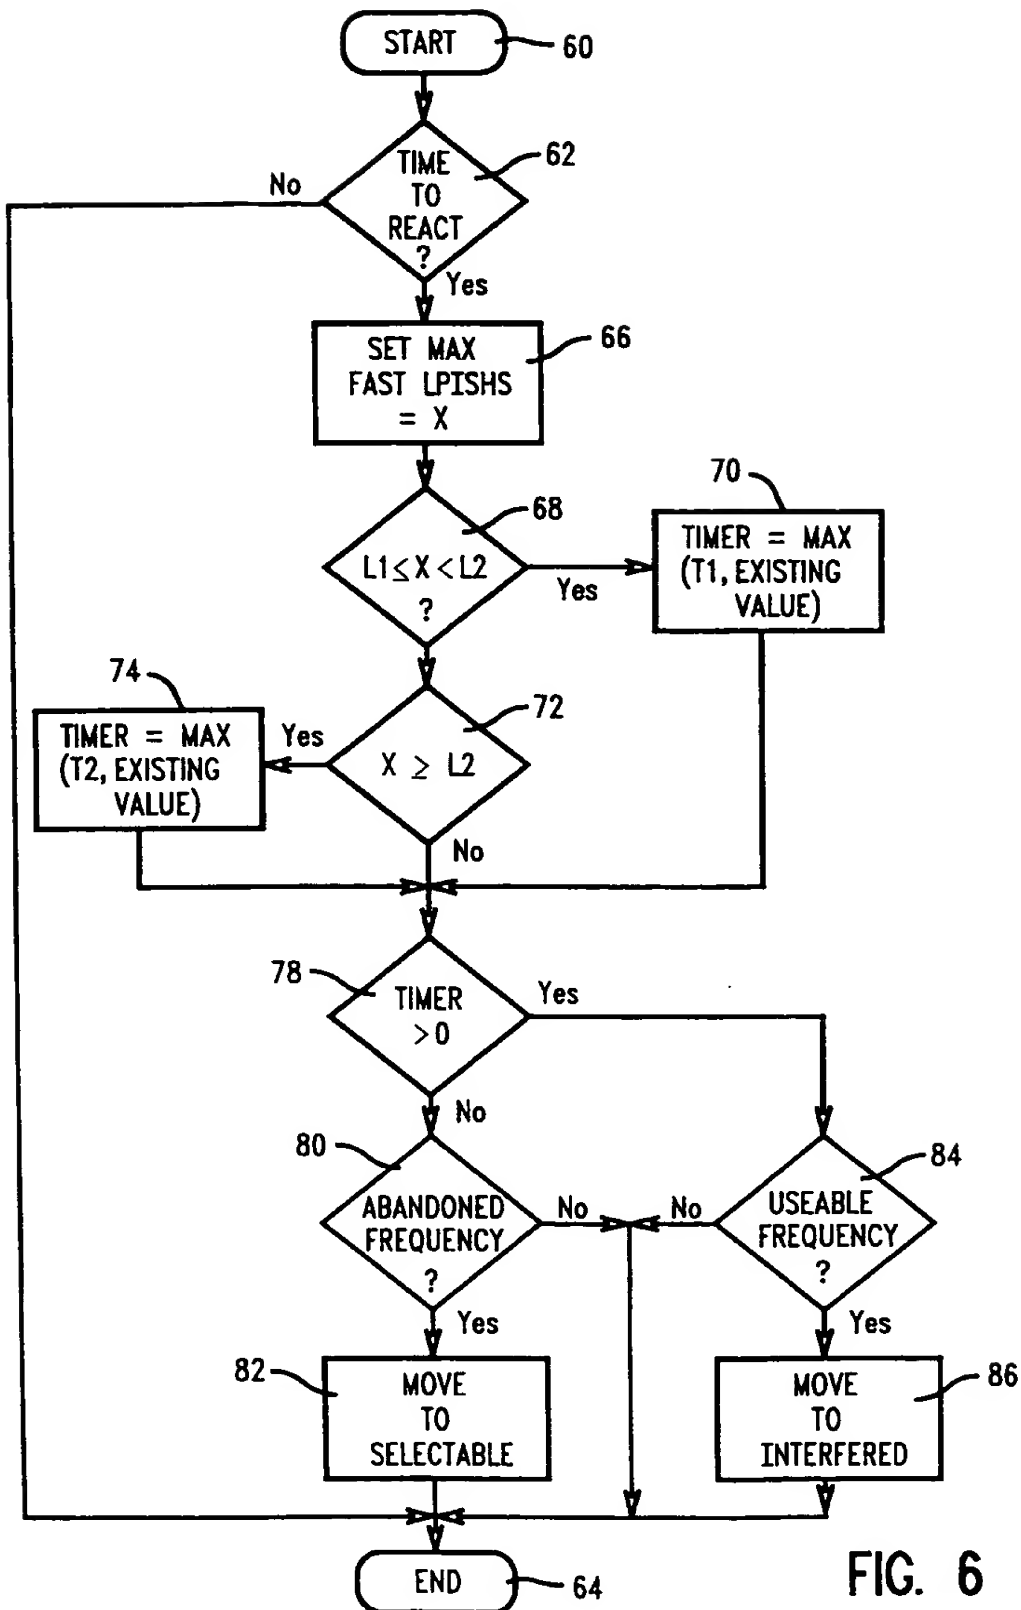 START
60
TIME
TO
REACT
?
62
No
Yes
SET MAX
FAST LPISHS
= X
66
L1 ≤ X < L2
?
68
Yes
70
TIMER = MAX
(T1, EXISTING
VALUE)
74
TIMER = MAX
(T2, EXISTING
VALUE)
Yes
X ≥ L2
72
No
78
TIMER
>0
Yes
No
80
ABANDONED
FREQUENCY
?
No
No
USEABLE
FREQUENCY
?
84
Yes
Yes
82
MOVE
TO
SELECTABLE
MOVE
TO
INTERFERED
86
END
64
FIG. 6